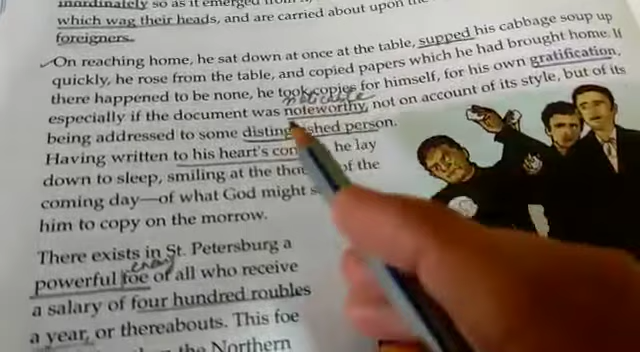 inordinately so as it emerged from
which wag their heads, and are carried about upon the
foreigners.
On reaching home, he sat down at once at the table, supped his cabbage soup up
quickly, he rose from the table, and copied papers which he had brought home. If
there happened to be none, he took copies for himself, for his own gratification,
noticeable
especially if the document was noteworthy, not on account of its style, but of its
being addressed to some distinguished person.
Having written to his heart's he lay
down to sleep, smiling at the of the
coming day—of what God might
him to copy on the morrow.
There exists in St. Petersburg a
enemy
powerful foe of all who receive
a salary of four hundred roubles
a year, or thereabouts. This foe
the Northern